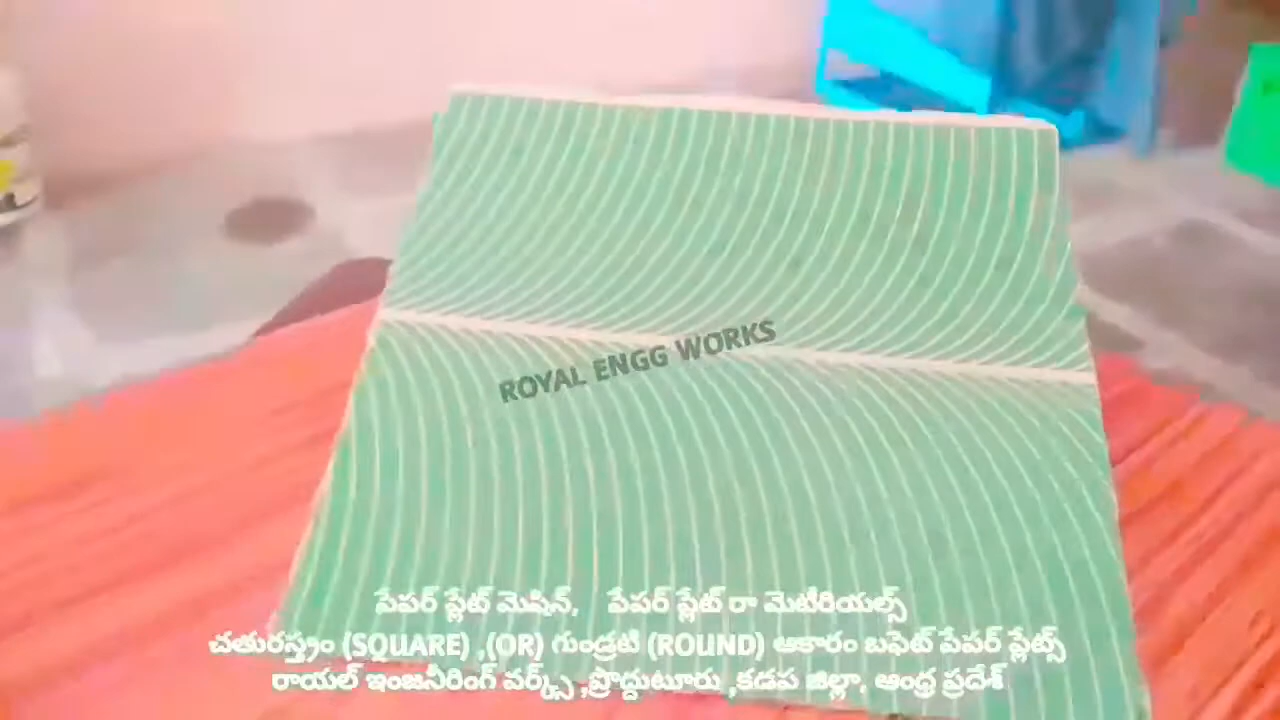 ROYAL ENGG WORKS
పేపర్ ప్లేట్ మెషిన్, పేపర్ ప్లేట్ రా మెటీరియల్స్
చతురస్త్రం (SQUARE) ,(OR) గుండ్రటి (ROUND) ఆకారం బఫెట్ పేపర్ ప్లేట్స్
రాయల్ ఇంజనీరింగ్ వర్క్స్ ,ప్రొద్దుటూరు ,కడప జిల్లా, ఆంధ్ర ప్రదేశ్